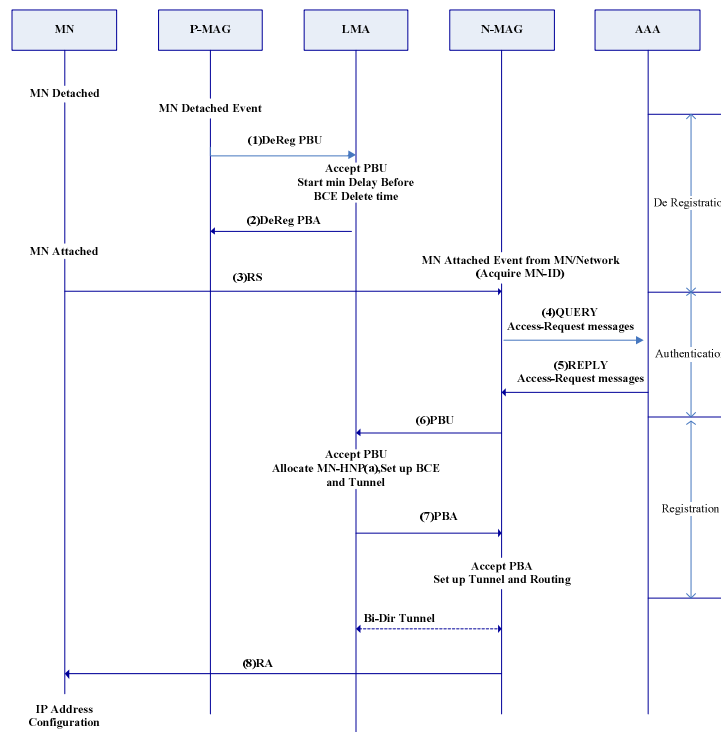 MN
P-MAG
LMA
N-MAG
AAA
MN Detached
MN Detached Event
(1)DeReg PBU
Accept PBU
Start min Delay Before
BCE Delete time
De Registratio
(2)DeReg PBA
MN Attached
MN Attached Event from MN/Network
(Acquire MN-ID)
(3)RS
(4)QUERY
Access-Request messages
Authenticatio
(5)REPLY
Access-Request messages
(6)PBU
Accept PBU
Allocate MN-HNP(a),Set up BCE
and Tunnel
Registration
(7)PBA
Accept PBA
Set up Tunnel and Routing
Bi-Dir Tunnel
(8)RA
IP Address
Configuration